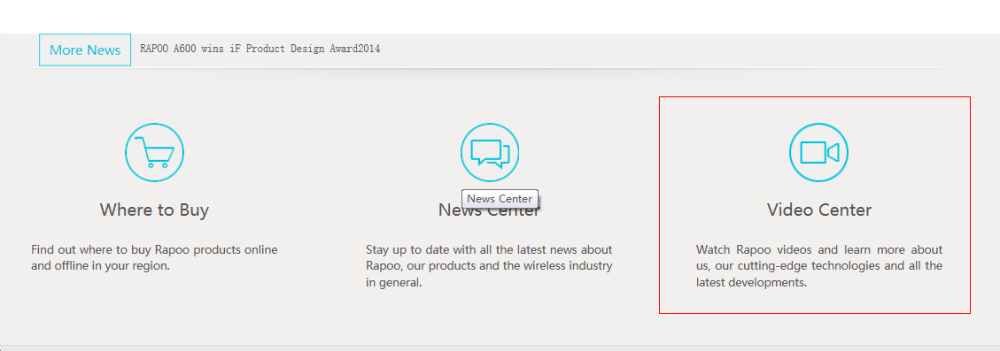 More News
RAPOO A600 wins iF Product Design Award2014
News Center
Where to Buy
News Center
Video Center
Find out where to buy Rapoo products online
and offline in your region.
Stay up to date with all the latest news about
Rapoo, our products and the wireless industry
in general.
Watch Rapoo videos and learn more about
us, our cutting-edge technologies and all the
latest developments.